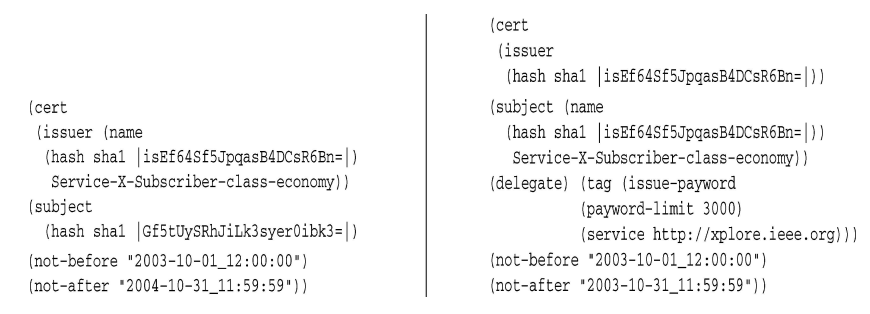 (cert
(issuer (name
(hash sha1 |isEf64Sf5JpqasB4DCsR6Bn=|)
Service-X-Subscriber-class-economy))
(subject
(hash sha1 |Gf5tUySRhJiLk3syer0ibk3=|)
(not-before "2003-10-01_12:00:00")
(not-after "2004-10-31_11:59:59"))
(cert
(issuer
(hash sha1 |isEf64Sf5JpqasB4DCsR6Bn=|))
(subject (name
(hash sha1 |isEf64Sf5JpqasB4DCsR6Bn=|))
Service-X-Subscriber-class-economy))
(delegate) (tag (issue-payword
(payword-limit 3000)
(service http://xplore.ieee.org)))
(not-before "2003-10-01_12:00:00")
(not-after "2003-10-31_11:59:59"))